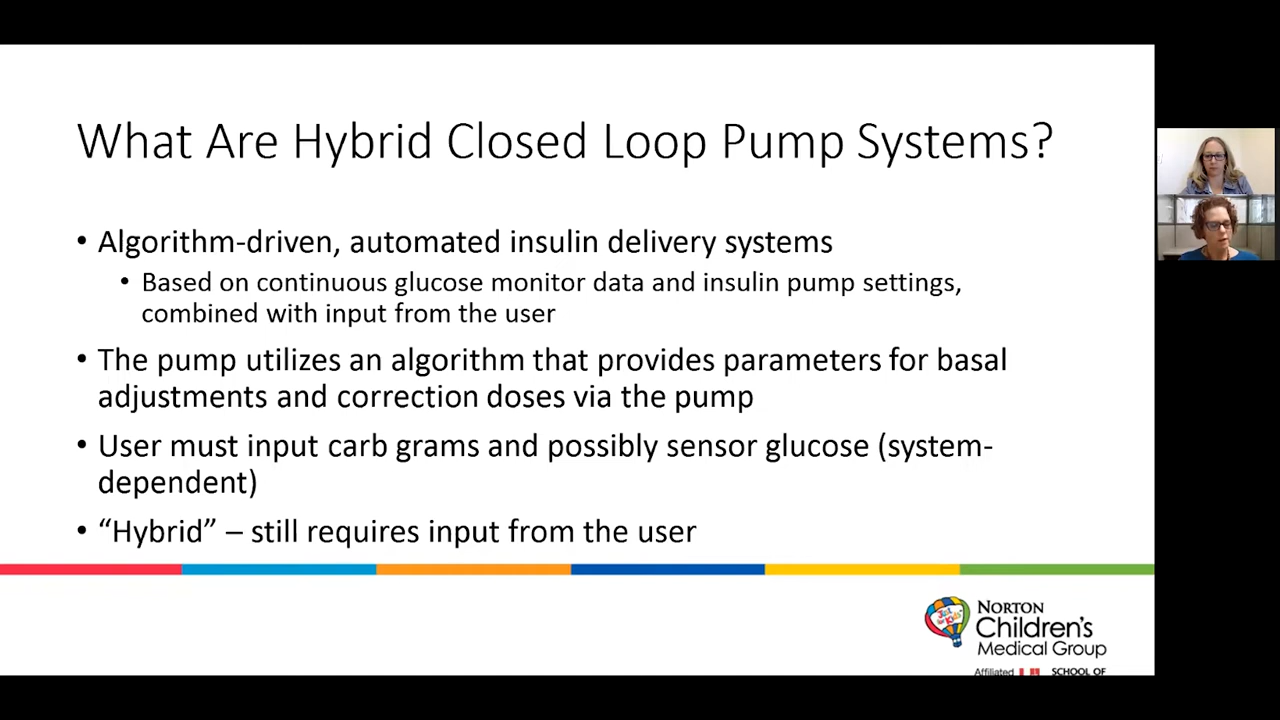 What Are Hybrid Closed Loop Pump Systems?
• Algorithm-driven, automated insulin delivery systems
• Based on continuous glucose monitor data and insulin pump settings,
combined with input from the user
• The pump utilizes an algorithm that provides parameters for basal
adjustments and correction doses via the pump
• User must input carb grams and possibly sensor glucose (system-
dependent)
• “Hybrid” – still requires input from the user
Just for Kids
NORTON
Children's
Medical Group
Affiliated SCHOOL OF